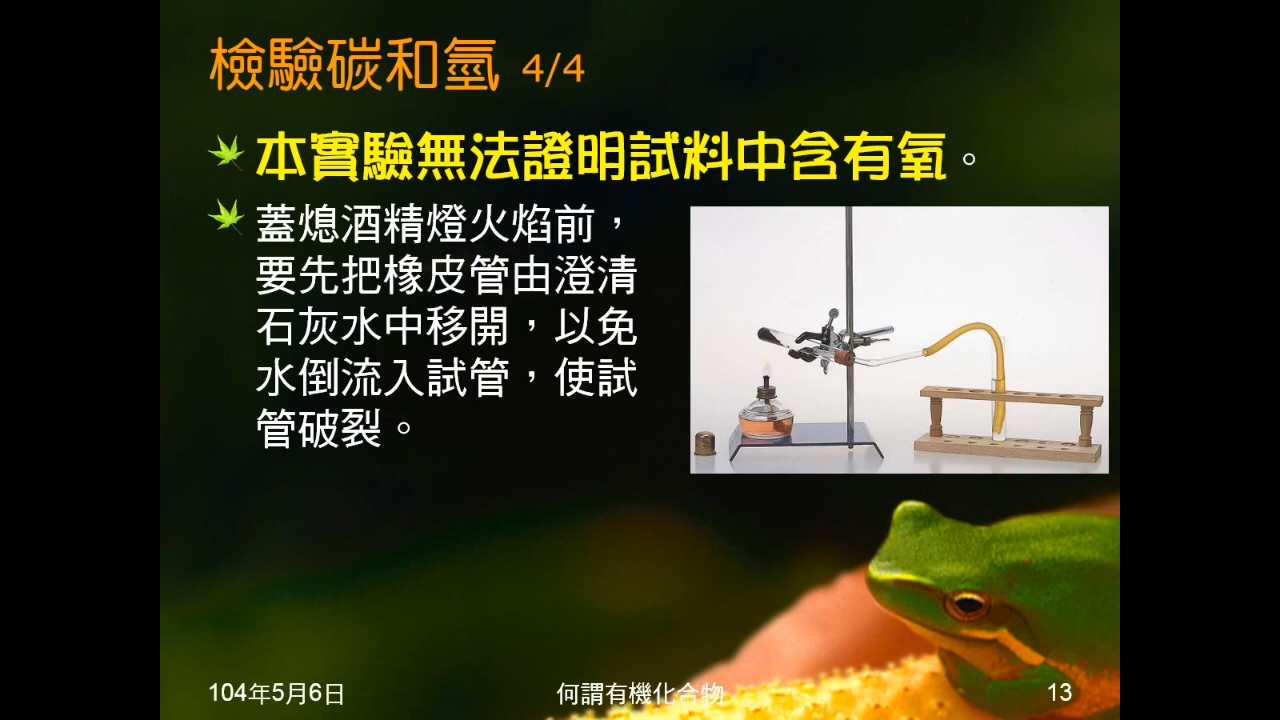 檢驗碳和氫 4/4
本實驗無法證明試料中含有氧。
蓋熄酒精燈火焰前，
要先把橡皮管由澄清
石灰水中移開，以免
水倒流入試管，使試
管破裂。
104年5月6日
何謂有機化合物
13